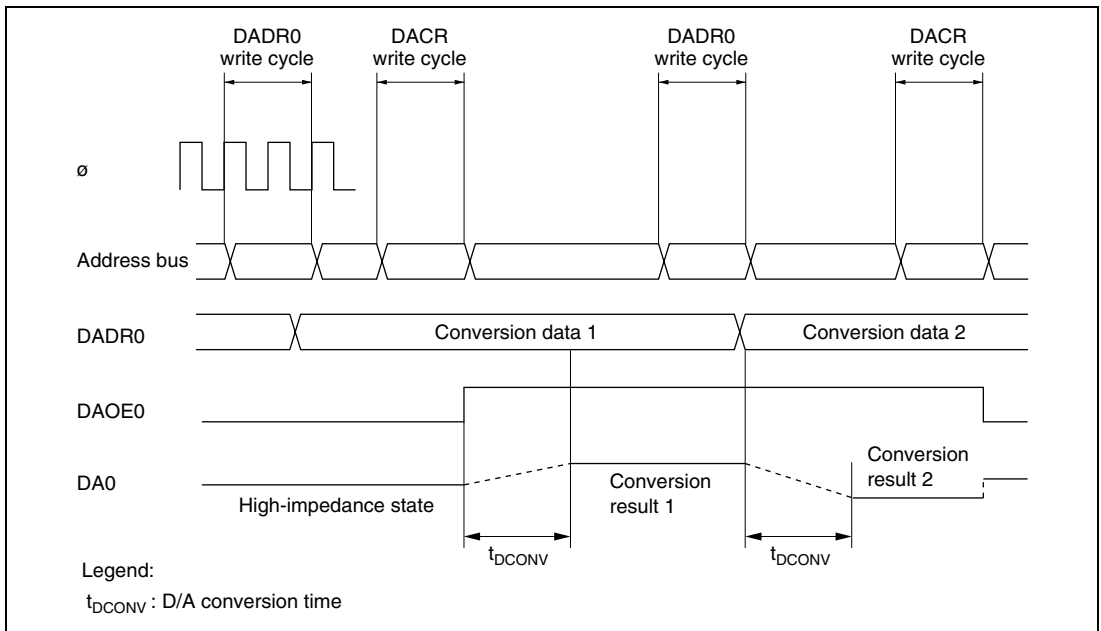 DADR0 write cycle
DACR write cycle
DADR0 write cycle
DACR write cycle
ø
Address bus
DADR0
Conversion data 1
Conversion data 2
DAOE0
DA0
High-impedance state
Conversion result 1
Conversion result 2
tDCONV
tDCONV
Legend:
tDCONV : D/A conversion time